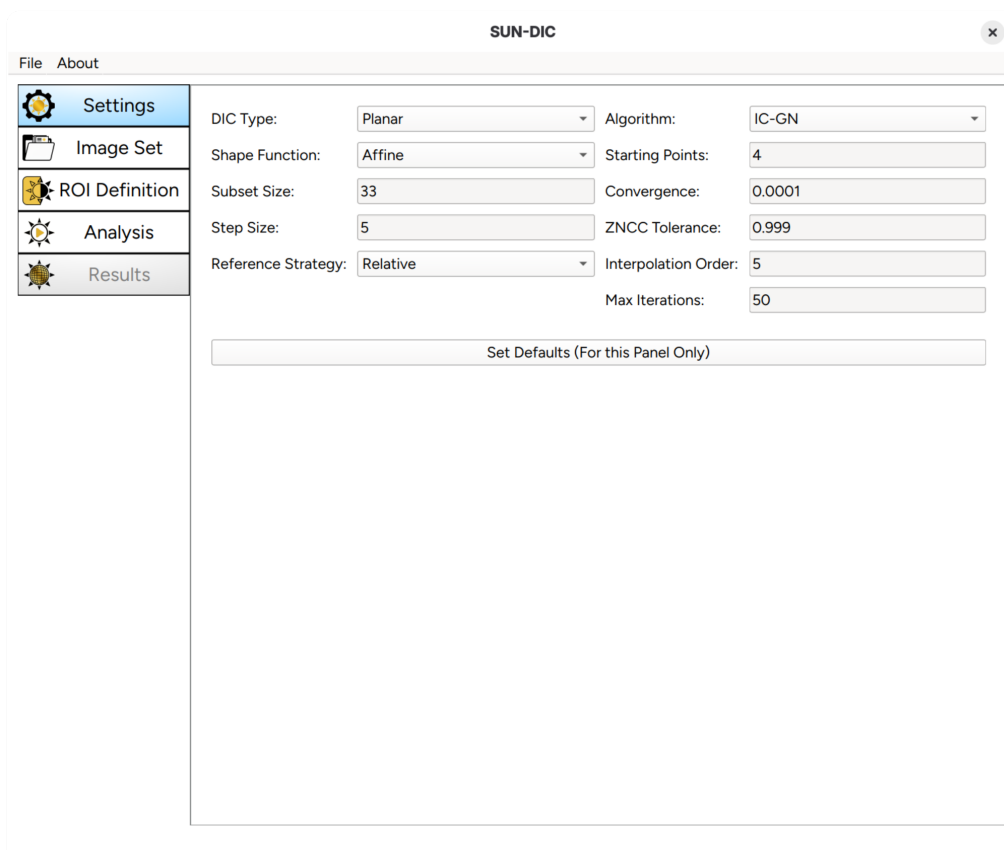 SUN-DIC
File About
Settings
Image Set
ROI Definition
Analysis
Results
DIC Type: Planar Algorithm: IC-GN
Shape Function: Affine Starting Points: 4
Subset Size: 33 Convergence: 0.0001
Step Size: 5 ZNCC Tolerance: 0.999
Reference Strategy: Relative Interpolation Order: 5
Max Iterations: 50
Set Defaults (For this Panel Only)